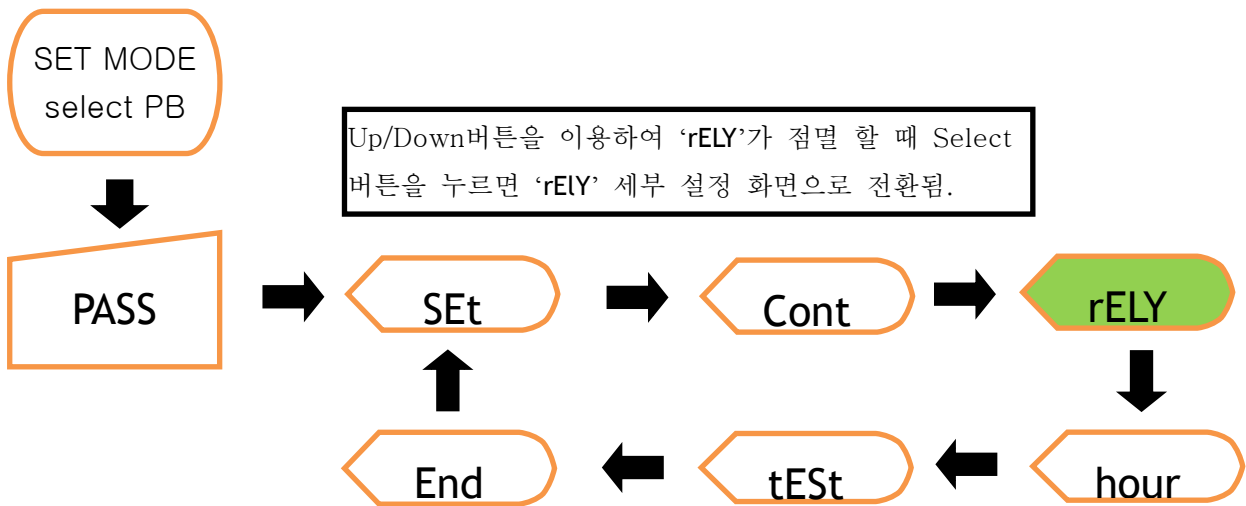 SET MODE
select PB
Up/Down버튼을 이용하여 ‘rELY’가 점멸 할 때 Select
버튼을 누르면 ‘rElY’ 세부 설정 화면으로 전환됨.
PASS
SEt
Cont
rELY
End
tESt
hour